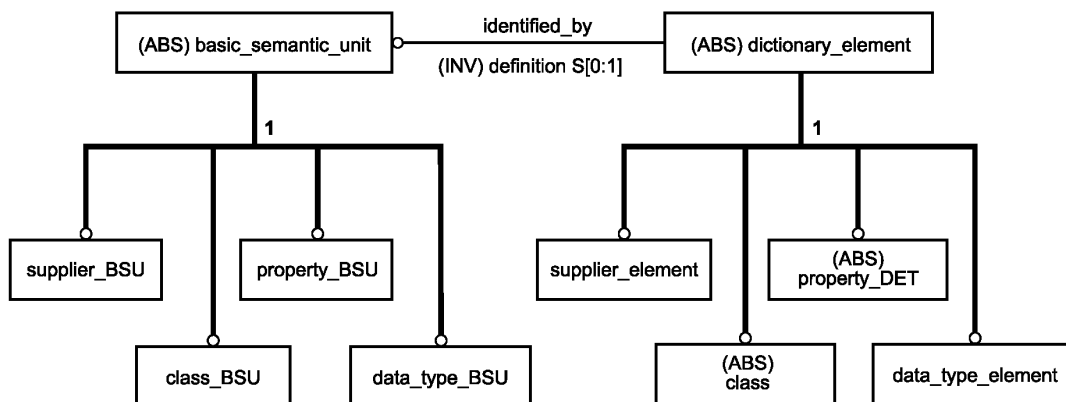 identified_by
(ABS) basic_semantic_unit
(ABS) dictionary_element
(INV) definition S[0:1]
1
1
supplier_BSU
property_BSU
supplier_element
(ABS)
property_DET
class_BSU
data_type_BSU
(ABS)
class
data_type_element